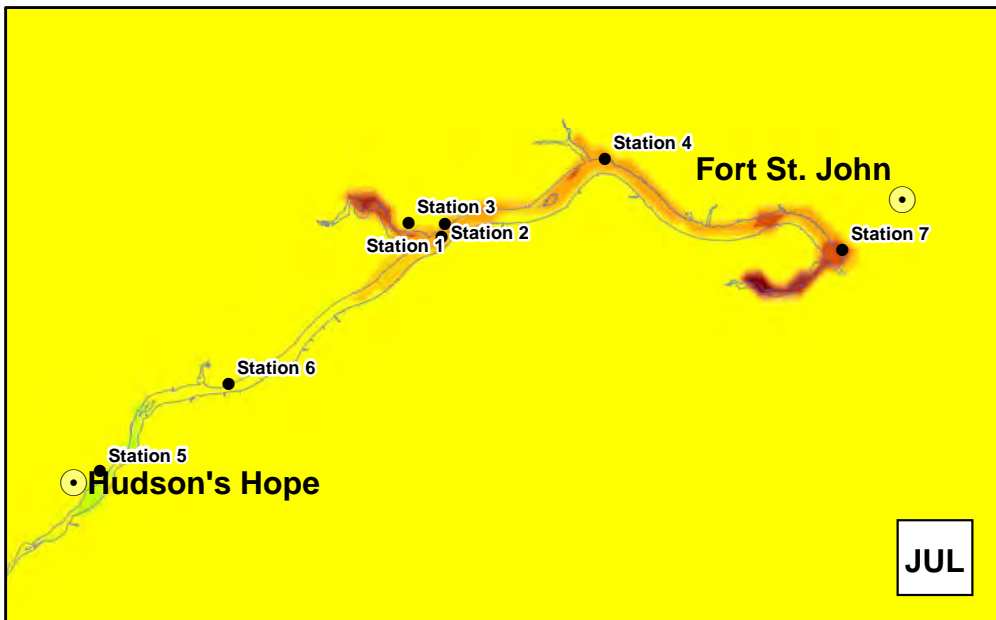 Station 4
Fort St. John
Station 3
Station 2
Station 1
Station 7
Station 6
Station 5
Hudson's Hope
JUL